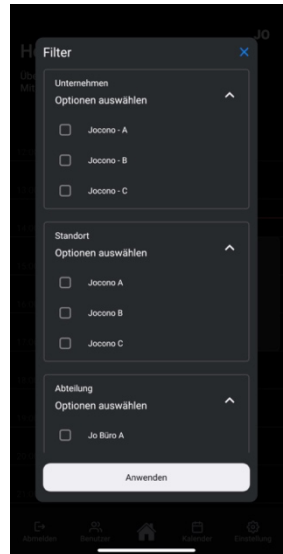 JO
Filter
Unternehmen
Optionen auswählen
Jocono - A
Jocono - B
Jocono - C
Standort
Optionen auswählen
Jocono A
Jocono B
Jocono C
Abteilung
Optionen auswählen
Jo Büro A
Anwenden
Abmelden
Benutzer
Kalender
Einstellung